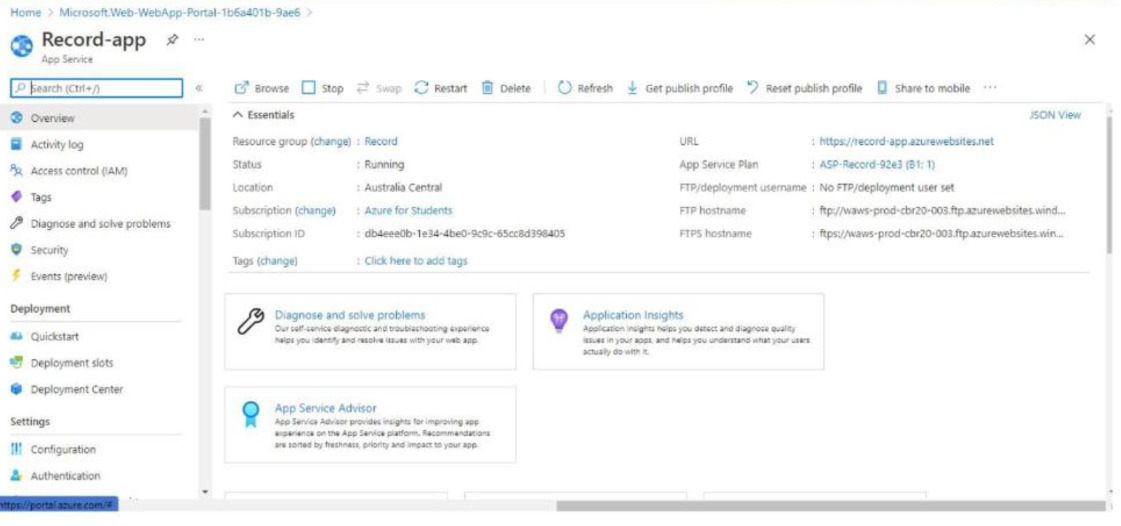 Home > Microsoft.Web-WebApp-Portal-1b6a401b-9ae6 >
Record-app
App Service
Search (Ctrl+/)
Overview
Activity log
Access control (IAM)
Tags
Diagnose and solve problems
Security
Events (preview)
Deployment
Quickstart
Deployment slots
Deployment Center
Settings
Configuration
Authentication
https://portal.azure.com/#
Browse Stop Swap Restart Delete Refresh Get publish profile Reset publish profile Share to mobile ...
Essentials JSON View
Resource group (change) : Record
Status : Running
Location : Australia Central
Subscription (change) : Azure for Students
Subscription ID : db4eee0b-1e34-4be0-9c9c-65cc8d398405
Tags (change) : Click here to add tags
URL : https://record-app.azurewebsites.net
App Service Plan : ASP-Record-92e3 (B1: 1)
FTP/deployment username : No FTP/deployment user set
FTP hostname : ftp://waws-prod-cbr20-003.ftp.azurewebsites.wind...
FTPS hostname : ftps://waws-prod-cbr20-003.ftp.azurewebsites.win...
Diagnose and solve problems
Our self-service diagnostic and troubleshooting experience
helps you identify and resolve issues with your web app.
Application Insights
Application Insights helps you detect and diagnose quality
issues in your apps, and helps you understand what your users
actually do with it.
App Service Advisor
App Service Advisor provides insights for improving app
experience on the App Service platform. Recommendations
are sorted by freshness, priority and impact to your app.